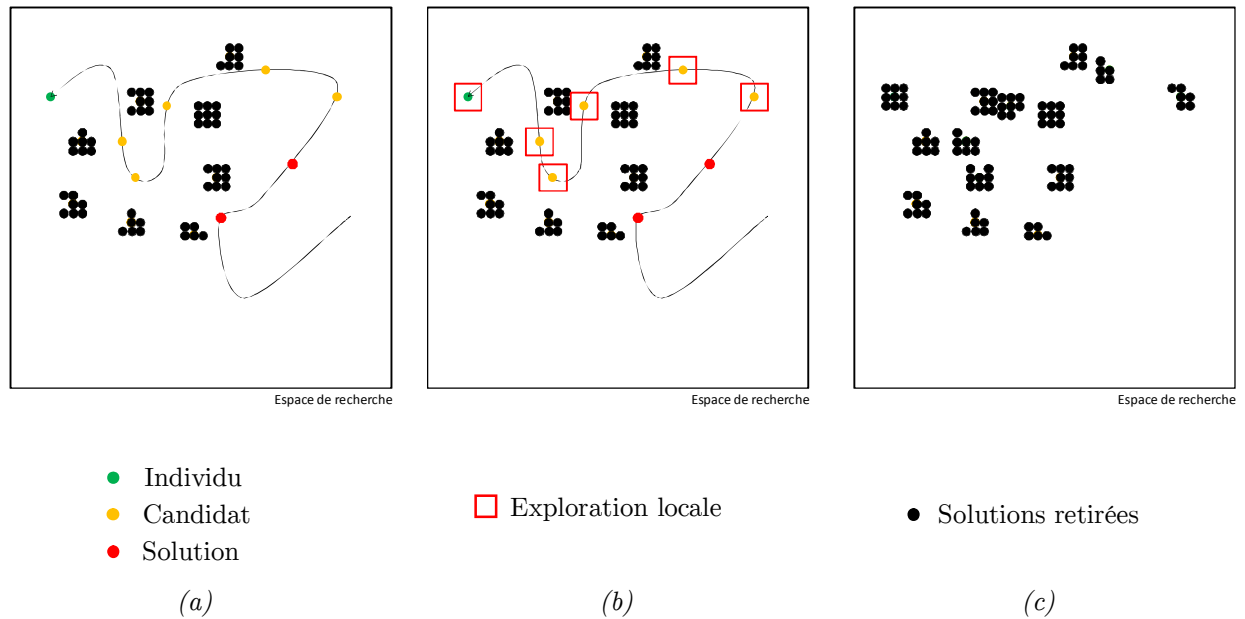 Espace de recherche
Espace de recherche
Espace de recherche
Individu
Candidat
Solution
Exploration locale
Solutions retirées
(a)
(b)
(c)